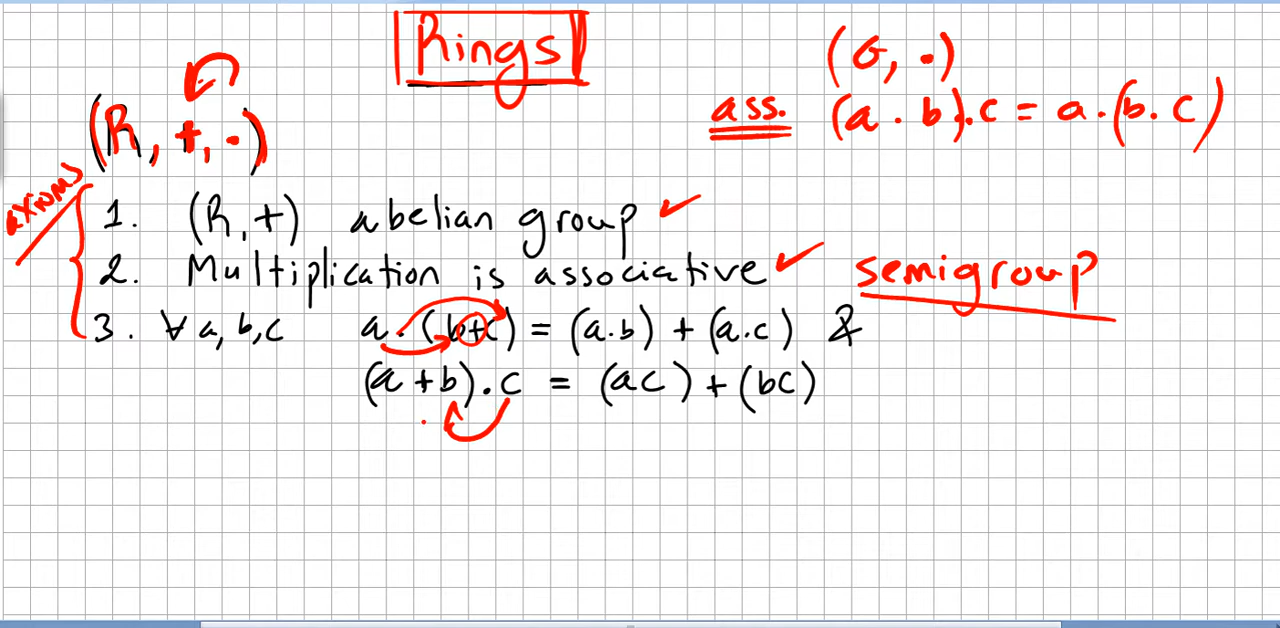 Rings
(G, .)
ass. (a . b).c = a.(b.c)
(R, +, .)
axioms
1. (R, +) abelian group ✓
2. Multiplication is associative ✓ semigroup
3. ∀ a, b, c a . (b+c) = (a.b) + (a.c) &
(a + b) . c = (ac) + (bc)